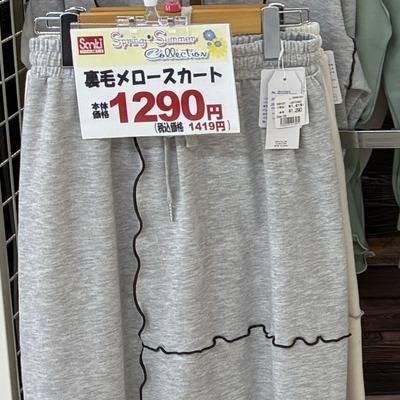 Spring・Summer
Collection
裏毛メロースカート
本体
価格
1290円
(税込価格 1419円)